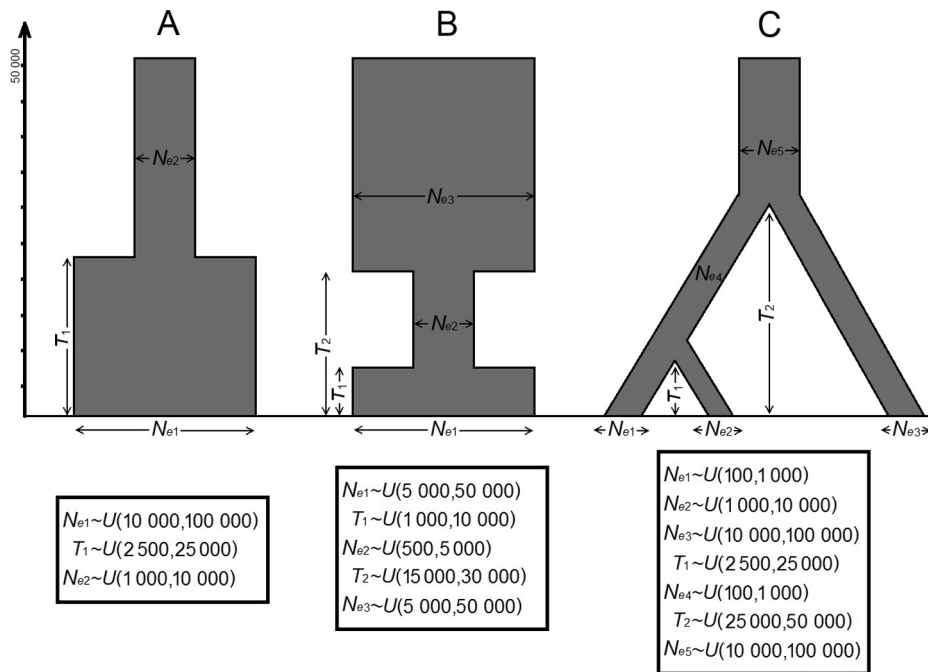 A
B
C
50 000
Ne2
T1
Ne1
Ne3
Ne2
T2
T1
Ne1
Ne5
Ne4
T2
T1
Ne1
Ne2
Ne3
Ne1~U(10 000,100 000)
T1~U(2 500,25 000)
Ne2~U(1 000,10 000)
Ne1~U(5 000,50 000)
T1~U(1 000,10 000)
Ne2~U(500,5 000)
T2~U(15 000,30 000)
Ne3~U(5 000,50 000)
Ne1~U(100,1 000)
Ne2~U(1 000,10 000)
Ne3~U(10 000,100 000)
T1~U(2 500,25 000)
Ne4~U(100,1 000)
T2~U(25 000,50 000)
Ne5~U(10 000,100 000)